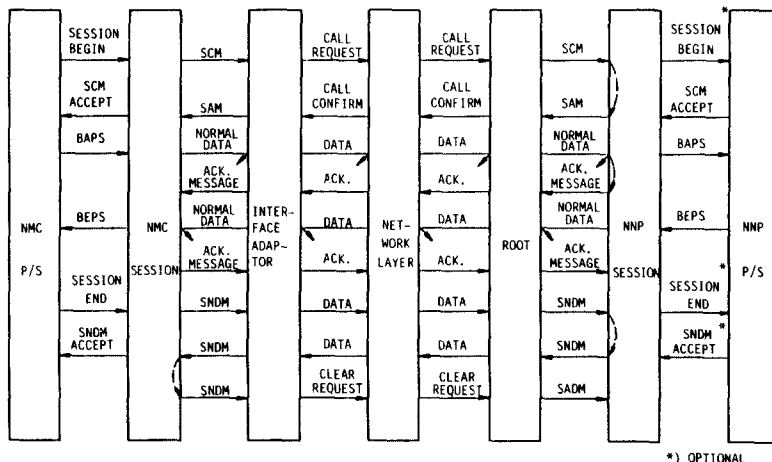 SESSION BEGIN
SCM
CALL REQUEST
CALL REQUEST
SCM
SESSION BEGIN *
SCM ACCEPT
SAM
CALL CONFIRM
CALL CONFIRM
SAM
SCM ACCEPT
BAPS
NORMAL DATA
DATA
DATA
NORMAL DATA
BAPS
ACK. MESSAGE
ACK.
ACK.
ACK. MESSAGE
NMC P/S
NMC SESSION
INTER-
FACE
ADAP-
TOR
NET-
WORK
LAYER
ROOT
NNP SESSION
NNP P/S
BEPS
NORMAL DATA
DATA
DATA
NORMAL DATA
BEPS
ACK. MESSAGE
ACK.
ACK.
ACK. MESSAGE
SESSION END
SNDM
DATA
DATA
SNDM
SESSION END *
SNDM ACCEPT
SNDM
DATA
DATA
SNDM
SNDM ACCEPT *
SNDM
CLEAR REQUEST
CLEAR REQUEST
SADM
*) OPTIONAL